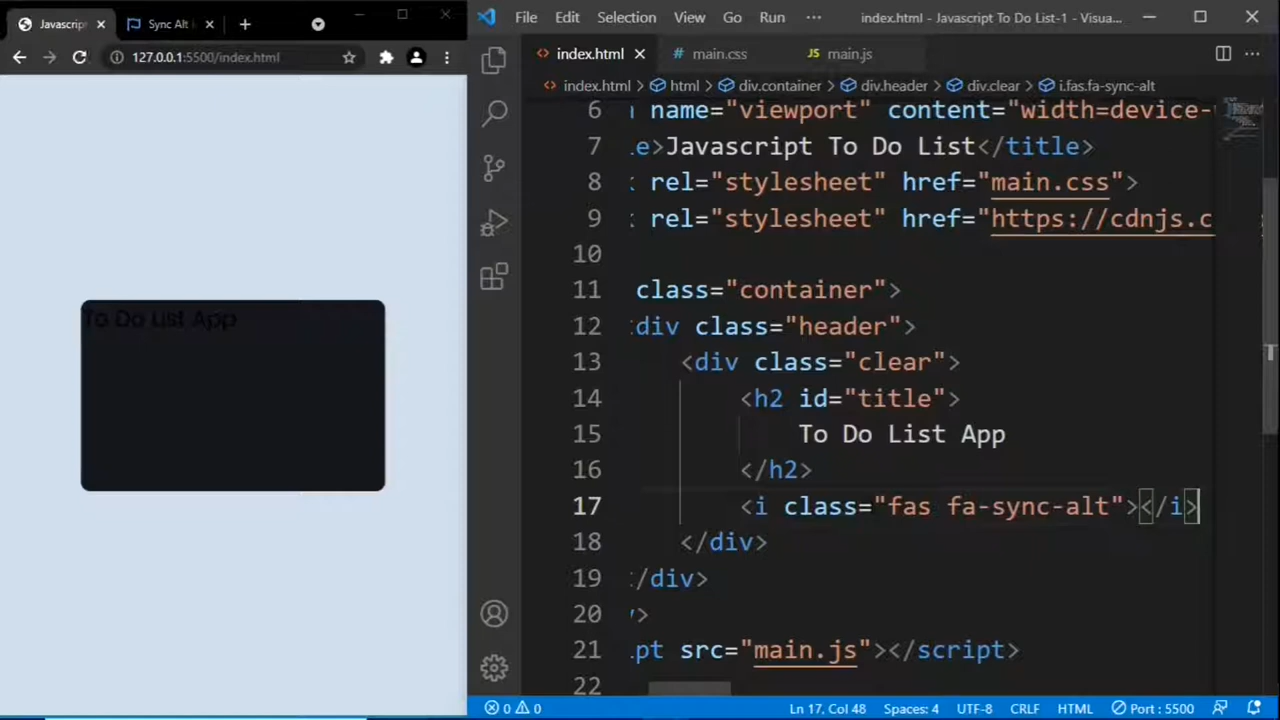 Javascrip
Sync Alt I
127.0.0.1:5500/index.html
To Do List App
File Edit Selection View Go Run ··· index.html - Javascript To Do List-1 - Visua...
index.html main.css JS main.js
index.html > html > div.container > div.header > div.clear > i.fas.fa-sync-alt
6 name="viewport" content="width=device-
7 e>Javascript To Do List</title>
8 rel="stylesheet" href="main.css">
9 rel="stylesheet" href="https://cdnjs.c
10
11 class="container">
12 div class="header">
13 <div class="clear">
14 <h2 id="title">
15 To Do List App
16 </h2>
17 <i class="fas fa-sync-alt"></i>
18 </div>
19 /div>
20 >
21 pt src="main.js"></script>
22
0 0 Ln 17, Col 48 Spaces: 4 UTF-8 CRLF HTML Port : 5500